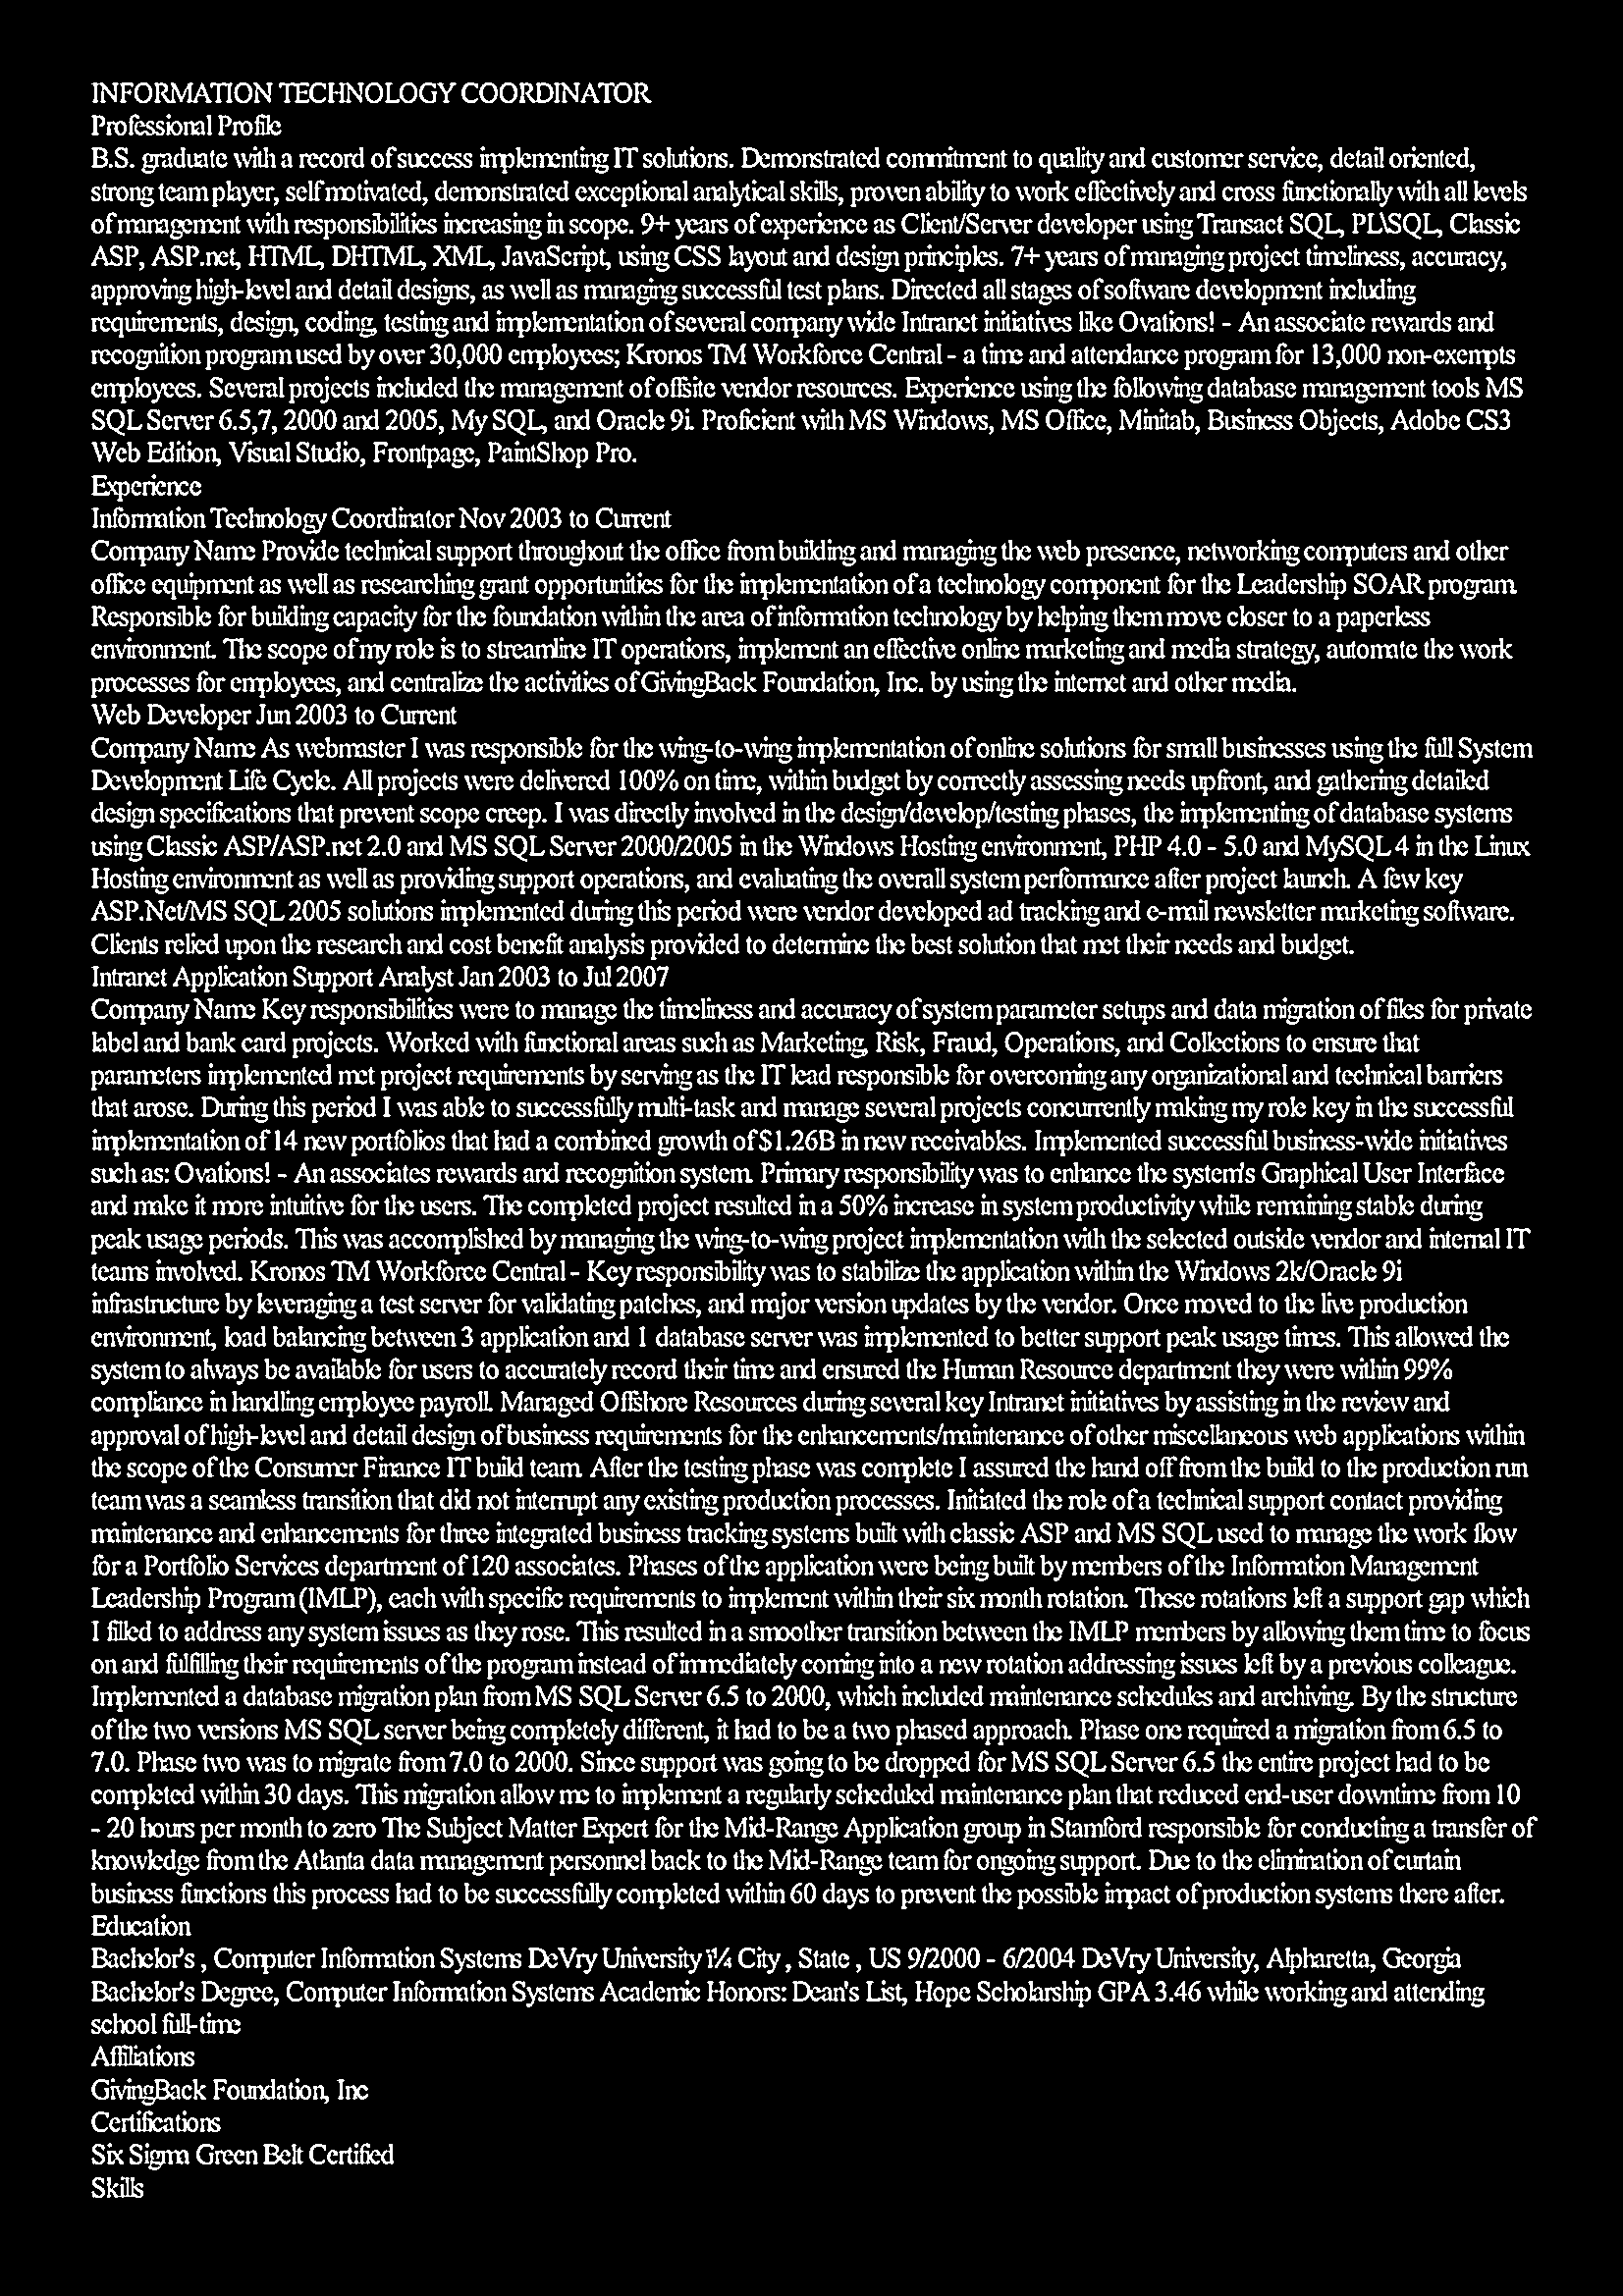 INFORMATION TECHNOLOGY COORDINATOR
Professional Profile
B.S. graduate with a record of success implementing IT solutions. Demonstrated commitment to quality and customer service, detail oriented,
strong team player, self motivated, demonstrated exceptional analytical skills, proven ability to work effectively and cross functionally with all levels
of management with responsibilities increasing in scope. 9+ years of experience as Client/Server developer using Transact SQL, PL\SQL, Classic
ASP, ASP.net, HTML, DHTML, XML, JavaScript, using CSS layout and design principles. 7+ years of managing project timeliness, accuracy,
approving high-level and detail designs, as well as managing successful test plans. Directed all stages of software development including
requirements, design, coding, testing and implementation of several company wide Intranet initiatives like Ovations! - An associate rewards and
recognition program used by over 30,000 employees; Kronos TM Workforce Central - a time and attendance program for 13,000 non-exempts
employees. Several projects included the management of offsite vendor resources. Experience using the following database management tools MS
SQL Server 6.5,7, 2000 and 2005, My SQL, and Oracle 9i. Proficient with MS Windows, MS Office, Minitab, Business Objects, Adobe CS3
Web Edition, Visual Studio, Frontpage, PaintShop Pro.
Experience
Information Technology Coordinator Nov 2003 to Current
Company Name Provide technical support throughout the office from building and managing the web presence, networking computers and other
office equipment as well as researching grant opportunities for the implementation of a technology component for the Leadership SOAR program.
Responsible for building capacity for the foundation within the area of information technology by helping them move closer to a paperless
environment. The scope of my role is to streamline IT operations, implement an effective online marketing and media strategy, automate the work
processes for employees, and centralize the activities of GivingBack Foundation, Inc. by using the internet and other media.
Web Developer Jun 2003 to Current
Company Name As webmaster I was responsible for the wing-to-wing implementation of online solutions for small businesses using the full System
Development Life Cycle. All projects were delivered 100% on time, within budget by correctly assessing needs upfront, and gathering detailed
design specifications that prevent scope creep. I was directly involved in the design/develop/testing phases, the implementing of database systems
using Classic ASP/ASP.net 2.0 and MS SQL Server 2000/2005 in the Windows Hosting environment, PHP 4.0 - 5.0 and MySQL 4 in the Linux
Hosting environment as well as providing support operations, and evaluating the overall system performance after project launch. A few key
ASP.Net/MS SQL 2005 solutions implemented during this period were vendor developed ad tracking and e-mail newsletter marketing software.
Clients relied upon the research and cost benefit analysis provided to determine the best solution that met their needs and budget.
Intranet Application Support Analyst Jan 2003 to Jul 2007
Company Name Key responsibilities were to manage the timeliness and accuracy of system parameter setups and data migration of files for private
label and bank card projects. Worked with functional areas such as Marketing, Risk, Fraud, Operations, and Collections to ensure that
parameters implemented met project requirements by serving as the IT lead responsible for overcoming any organizational and technical barriers
that arose. During this period I was able to successfully multi-task and manage several projects concurrently making my role key in the successful
implementation of 14 new portfolios that had a combined growth of $1.26B in new receivables. Implemented successful business-wide initiatives
such as: Ovations! - An associates rewards and recognition system. Primary responsibility was to enhance the system's Graphical User Interface
and make it more intuitive for the users. The completed project resulted in a 50% increase in system productivity while remaining stable during
peak usage periods. This was accomplished by managing the wing-to-wing project implementation with the selected outside vendor and internal IT
teams involved. Kronos TM Workforce Central - Key responsibility was to stabilize the application within the Windows 2k/Oracle 9i
infrastructure by leveraging a test server for validating patches, and major version updates by the vendor. Once moved to the live production
environment, load balancing between 3 application and 1 database server was implemented to better support peak usage times. This allowed the
system to always be available for users to accurately record their time and ensured the Human Resource department they were within 99%
compliance in handling employee payroll. Managed Offshore Resources during several key Intranet initiatives by assisting in the review and
approval of high-level and detail design of business requirements for the enhancements/maintenance of other miscellaneous web applications within
the scope of the Consumer Finance IT build team. After the testing phase was complete I assured the hand off from the build to the production run
team was a seamless transition that did not interrupt any existing production processes. Initiated the role of a technical support contact providing
maintenance and enhancements for three integrated business tracking systems built with classic ASP and MS SQL used to manage the work flow
for a Portfolio Services department of 120 associates. Phases of the application were being built by members of the Information Management
Leadership Program (IMLP), each with specific requirements to implement within their six month rotation. These rotations left a support gap which
I filled to address any system issues as they rose. This resulted in a smoother transition between the IMLP members by allowing them time to focus
on and fulfilling their requirements of the program instead of immediately coming into a new rotation addressing issues left by a previous colleague.
Implemented a database migration plan from MS SQL Server 6.5 to 2000, which included maintenance schedules and archiving. By the structure
of the two versions MS SQL server being completely different, it had to be a two phased approach. Phase one required a migration from 6.5 to
7.0. Phase two was to migrate from 7.0 to 2000. Since support was going to be dropped for MS SQL Server 6.5 the entire project had to be
completed within 30 days. This migration allow me to implement a regularly scheduled maintenance plan that reduced end-user downtime from 10
- 20 hours per month to zero The Subject Matter Expert for the Mid-Range Application group in Stamford responsible for conducting a transfer of
knowledge from the Atlanta data management personnel back to the Mid-Range team for ongoing support. Due to the elimination of curtain
business functions this process had to be successfully completed within 60 days to prevent the possible impact of production systems there after.
Education
Bachelor's , Computer Information Systems DeVry University ï¼ City , State , US 9/2000 - 6/2004 DeVry University, Alpharetta, Georgia
Bachelor's Degree, Computer Information Systems Academic Honors: Dean's List, Hope Scholarship GPA 3.46 while working and attending
school full-time
Affiliations
GivingBack Foundation, Inc
Certifications
Six Sigma Green Belt Certified
Skills